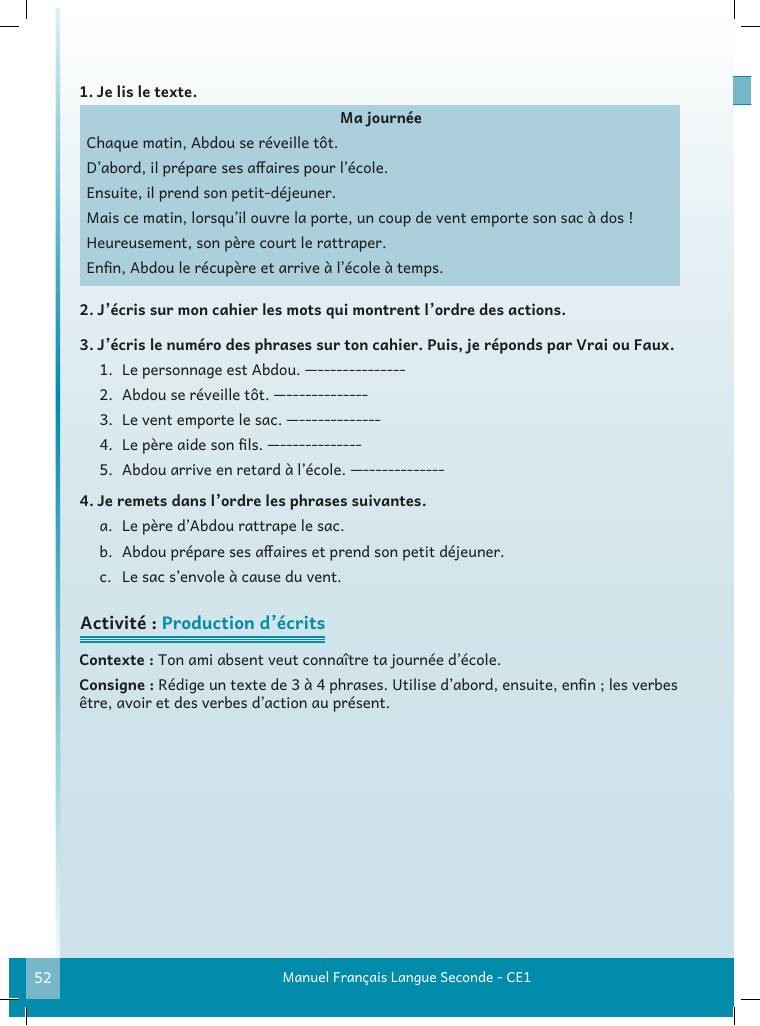 1. Je lis le texte.
Ma journée
Chaque matin, Abdou se réveille tôt.
D’abord, il prépare ses affaires pour l’école.
Ensuite, il prend son petit-déjeuner.
Mais ce matin, lorsqu’il ouvre la porte, un coup de vent emporte son sac à dos !
Heureusement, son père court le rattraper.
Enfin, Abdou le récupère et arrive à l’école à temps.
2. J’écris sur mon cahier les mots qui montrent l’ordre des actions.
3. J’écris le numéro des phrases sur ton cahier. Puis, je réponds par Vrai ou Faux.
1. Le personnage est Abdou. —--------------
2. Abdou se réveille tôt. —-------------
3. Le vent emporte le sac. —-------------
4. Le père aide son fils. —-------------
5. Abdou arrive en retard à l’école. —-------------
4. Je remets dans l’ordre les phrases suivantes.
a. Le père d’Abdou rattrape le sac.
b. Abdou prépare ses affaires et prend son petit déjeuner.
c. Le sac s’envole à cause du vent.
Activité : Production d’écrits
Contexte : Ton ami absent veut connaître ta journée d’école.
Consigne : Rédige un texte de 3 à 4 phrases. Utilise d’abord, ensuite, enfin ; les verbes
être, avoir et des verbes d’action au présent.
52
Manuel Français Langue Seconde - CE1